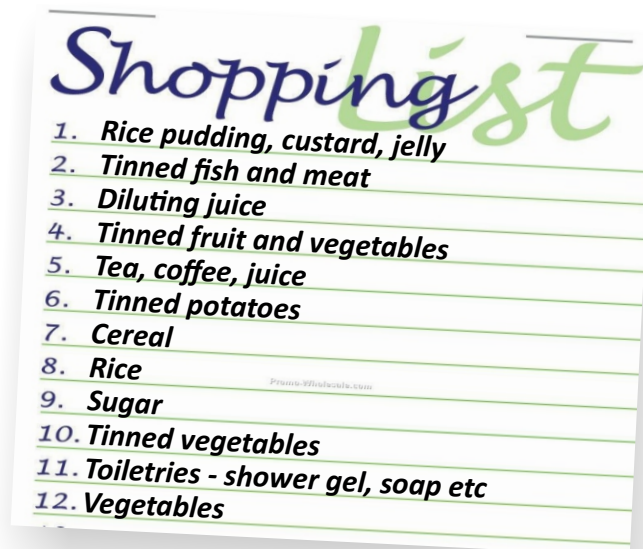 Shopping List
1. Rice pudding, custard, jelly
2. Tinned fish and meat
3. Diluting juice
4. Tinned fruit and vegetables
5. Tea, coffee, juice
6. Tinned potatoes
7. Cereal
8. Rice
Promo-Wholesale.com
9. Sugar
10. Tinned vegetables
11. Toiletries - shower gel, soap etc
12. Vegetables